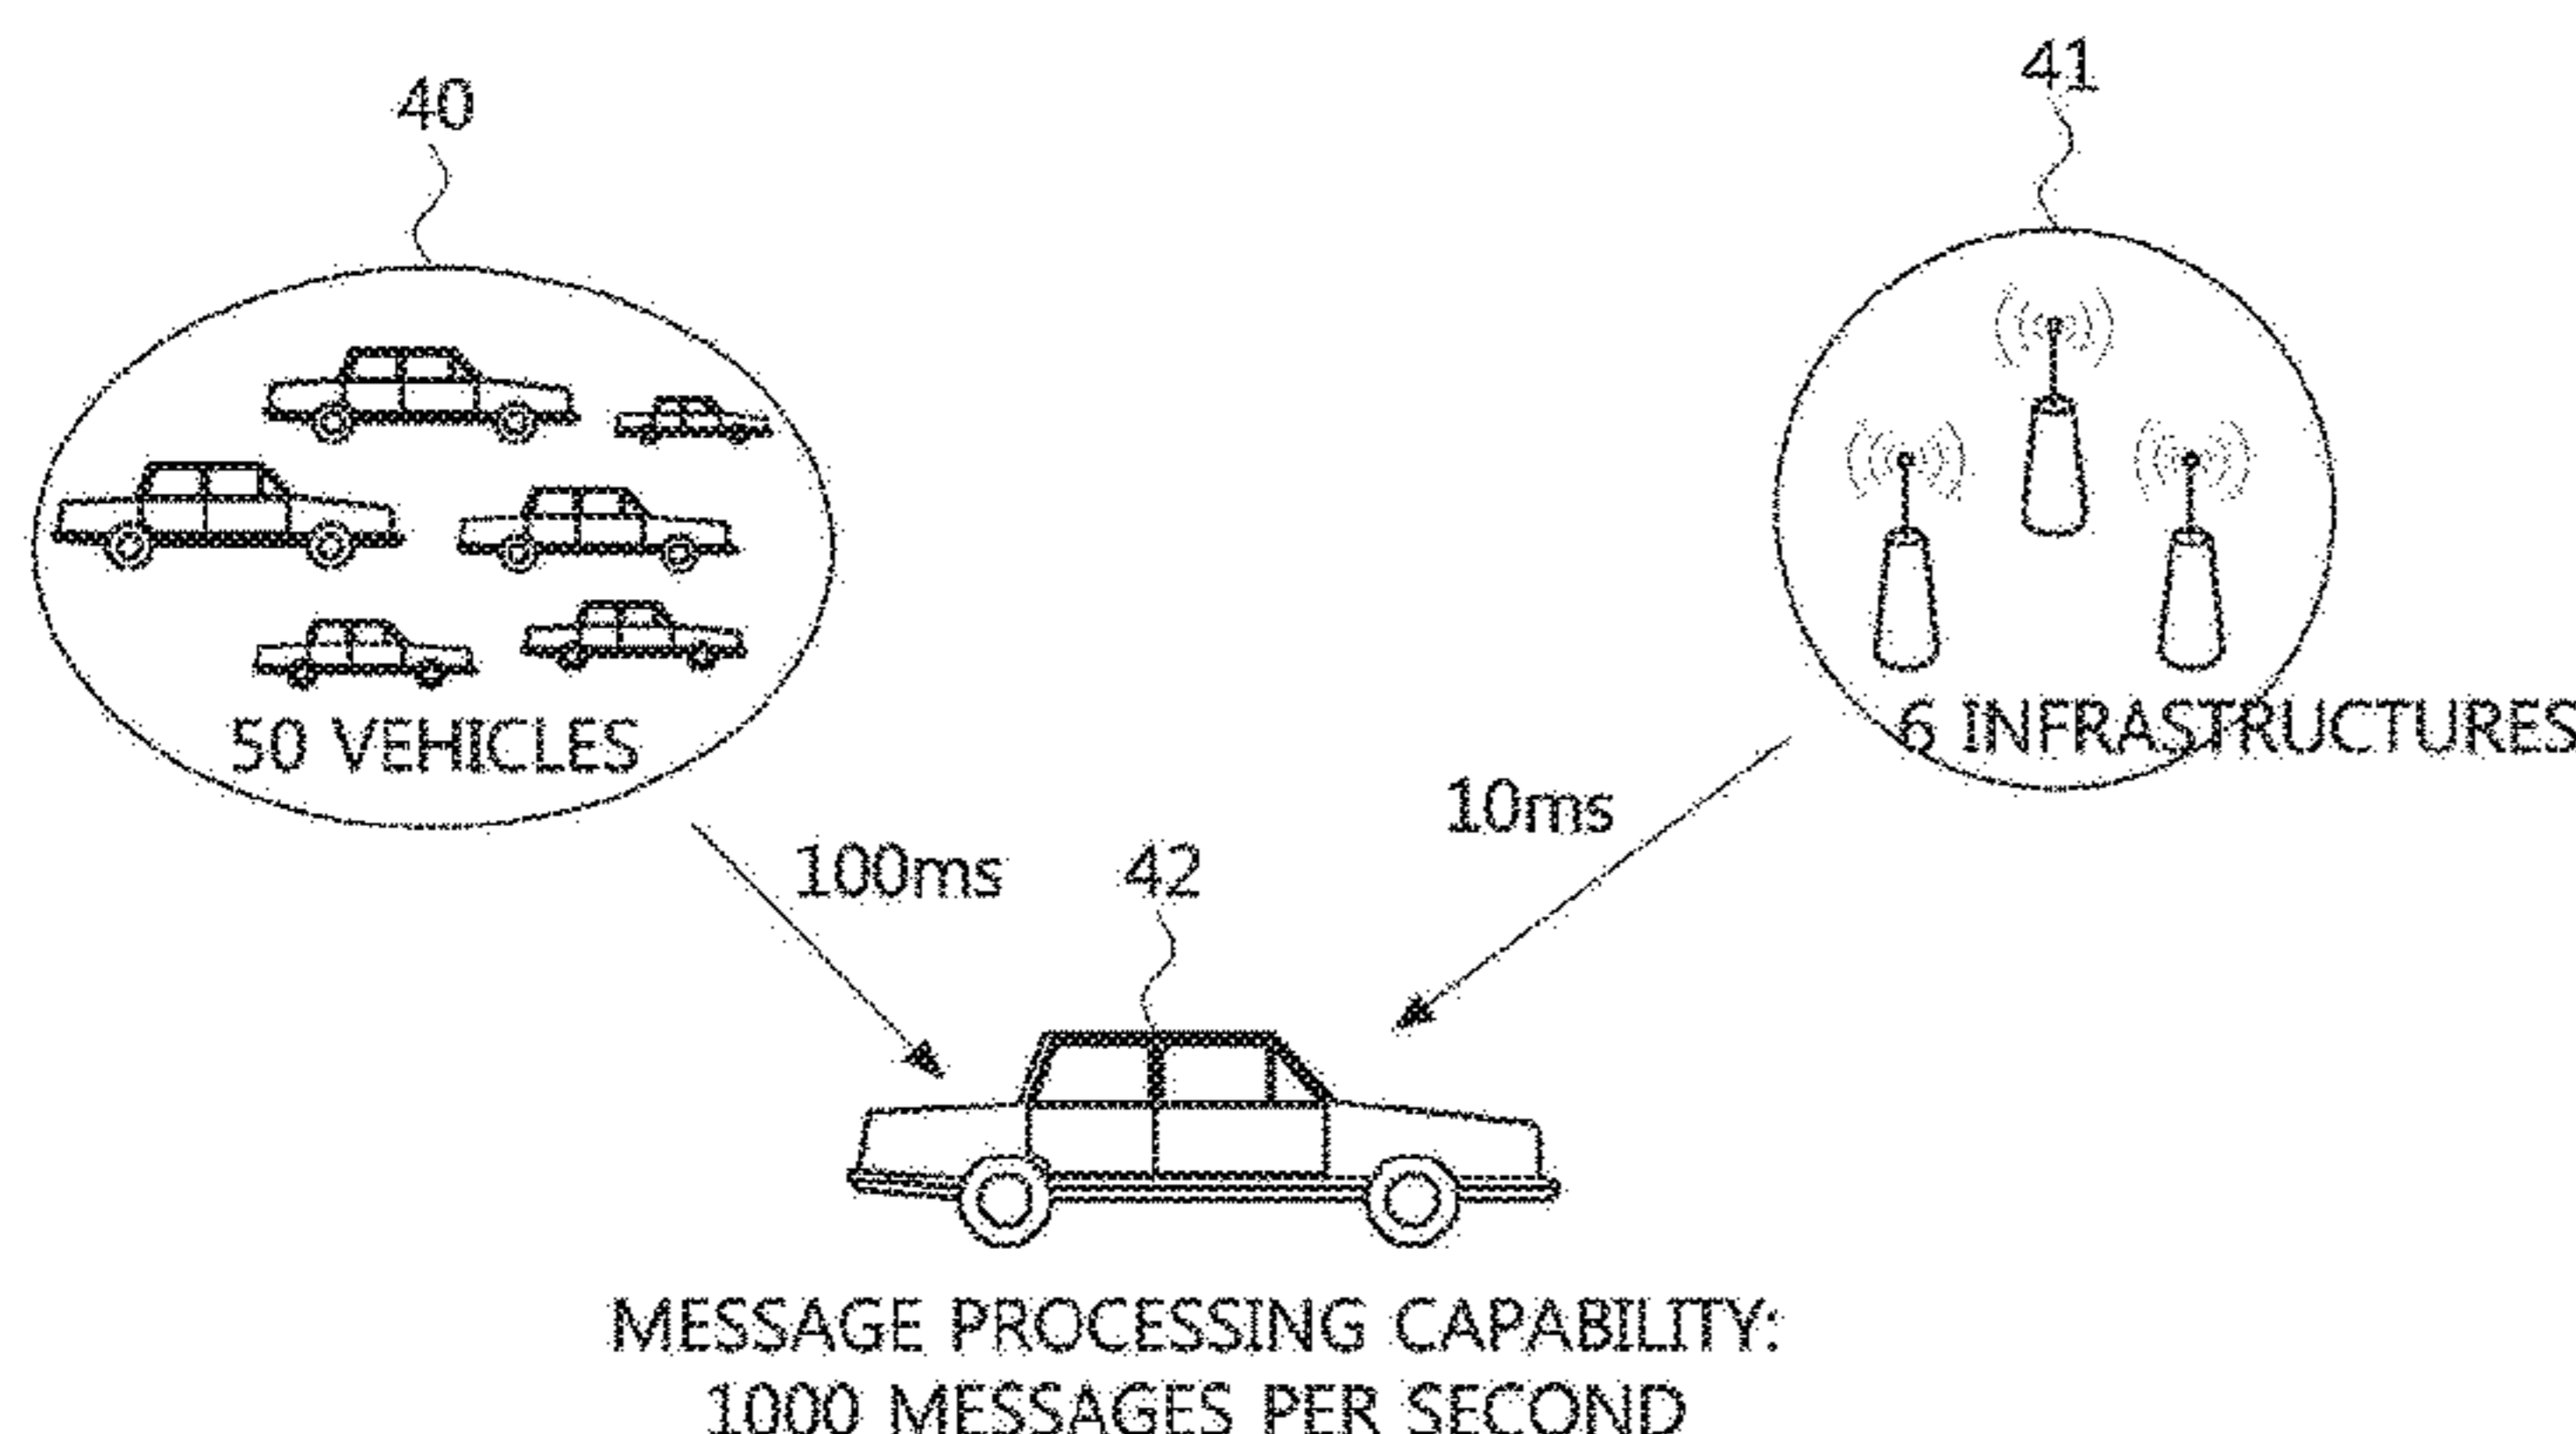 40
41
50 VEHICLES
6 INFRASTRUCTURES
100ms
10ms
42
MESSAGE PROCESSING CAPABILITY:
1000 MESSAGES PER SECOND